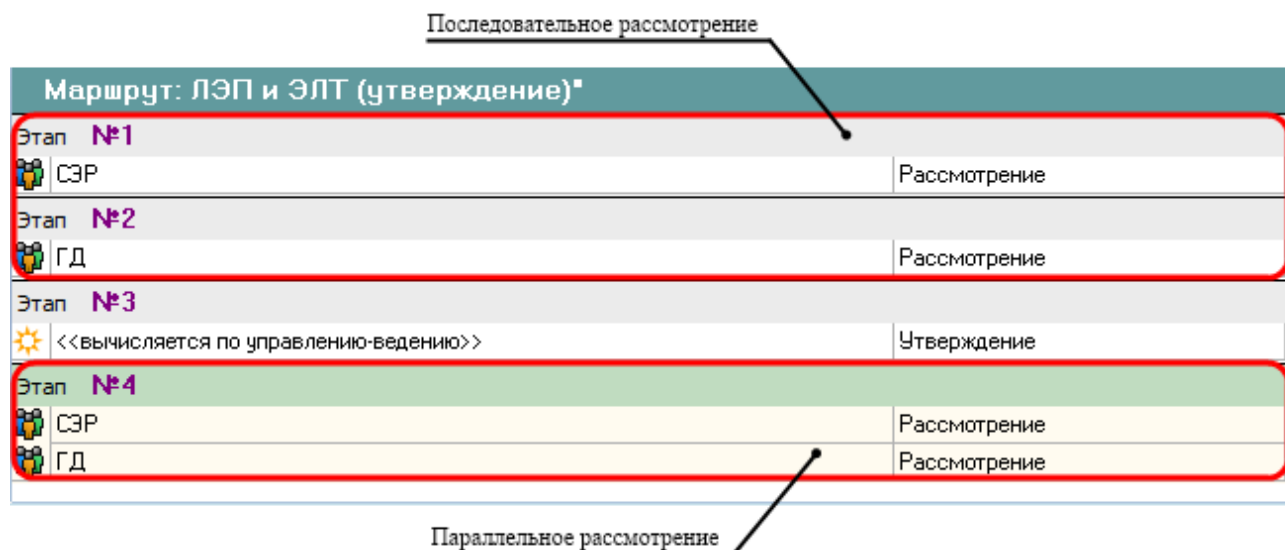 Последовательное рассмотрение
Маршрут: ЛЭП и ЭЛТ (утверждение)*
Этап №1
СЭР Рассмотрение
Этап №2
ГД Рассмотрение
Этап №3
<<вычисляется по управлению-ведению>> Утверждение
Этап №4
СЭР Рассмотрение
ГД Рассмотрение
Параллельное рассмотрение